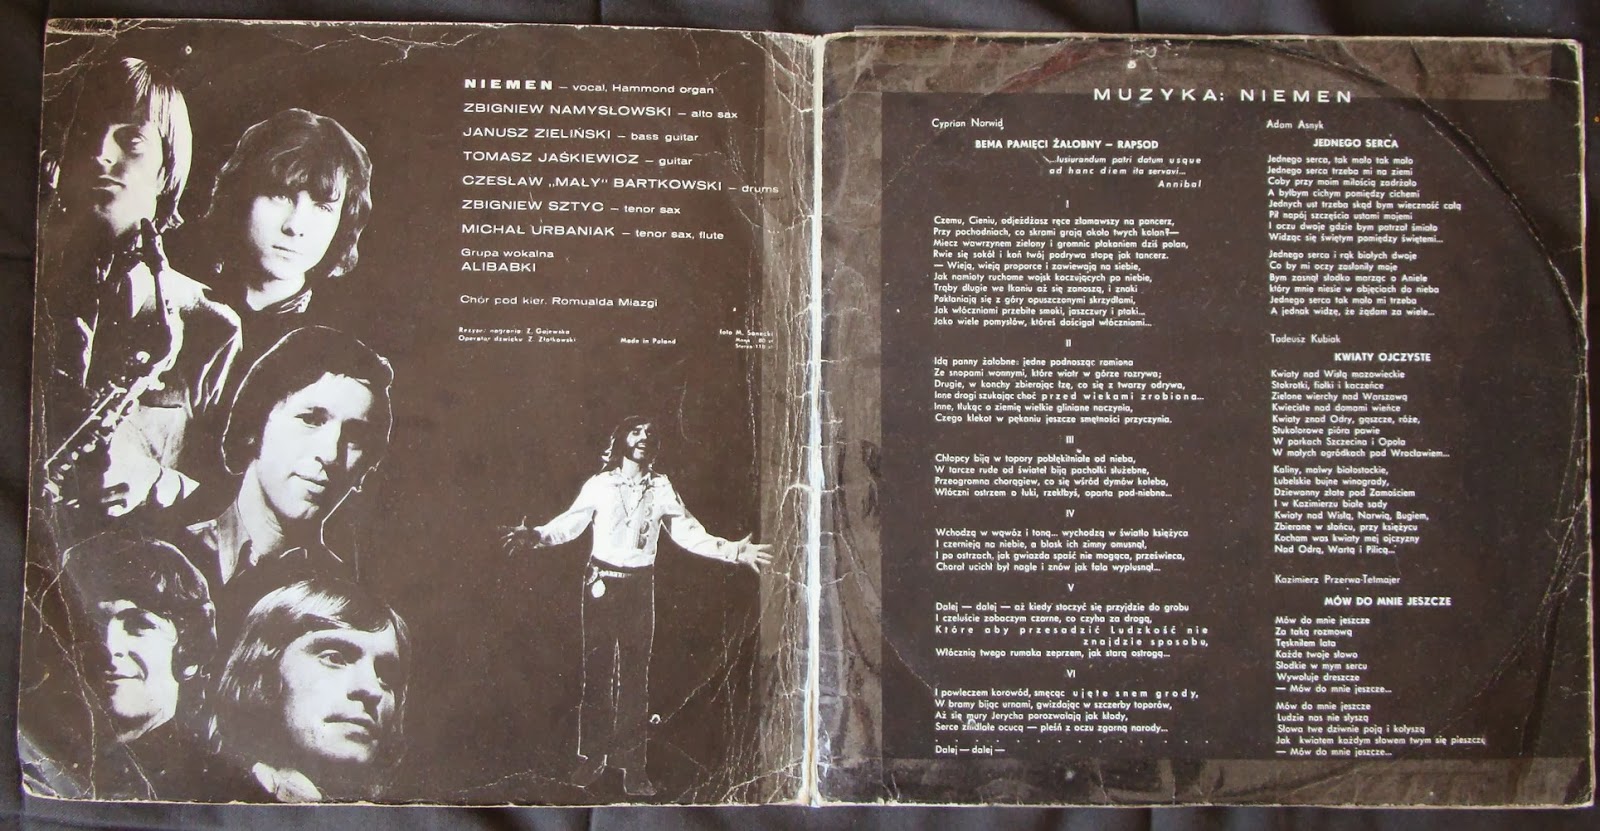 NIEMEN – vocal, Hammond organ
ZBIGNIEW NAMYSŁOWSKI – alto sax
JANUSZ ZIELIŃSKI – bass guitar
TOMASZ JAŚKIEWICZ – guitar
CZESŁAW „MAŁY" BARTKOWSKI – drums
ZBIGNIEW SZTYC – tenor sax
MICHAŁ URBANIAK – tenor sax, flute
Grupa wokalna
ALIBABKI
Chór pod kier. Romualda Miazgi
Reżyser nagrania Z. Gajewska
Operator dźwięku Z. Złotkowski
Made in Poland
foto M. Sanecki
MUZYKA: NIEMEN
Cyprian Norwid
BEMA PAMIĘCI ŻAŁOBNY – RAPSOD
...Iusiurandum patri datum usque
ad hanc diem ita servavi...
Annibal
I
Czemu, Cieniu, odjeżdżasz ręce złamawszy na pancerz,
Przy pochodniach, co skrami grają około twych kolan?—
Miecz wawrzynem zielony i gromnic płakaniem dziś polan,
Rwie się sokół i koń twój podrywa stopę jak tancerz.
— Wieją, wieją proporce i zawiewają na siebie,
Jak namioty ruchome wojsk koczujących po niebie,
Trąby długie we łkaniu aż się zanoszą, i znaki
Pokłaniają się z góry opuszczonymi skrzydłami,
Jak włóczniami przebite smoki, jaszczury i ptaki...
Jako wiele pomysłów, któreś dościgał włóczniami...
II
Idą panny żałobne: jedne podnosząc ramiona
Ze snopami wonnymi, które wiatr w górze rozrywa;
Drugie, w konchy zbierając łzę, co się z twarzy odrywa,
Inne drogi szukając choć przed wiekami zrobiona...
Inne, tłukąc o ziemię wielkie gliniane naczynia,
Czego klekot w pękaniu jeszcze smętności przyczynia.
III
Chłopcy biją w topory pobłękitniałe od nieba,
W tarcze rude od świateł biją pachołki służebne,
Przeogromna chorągiew, co się wśród dymów koleba,
Włóczni ostrzem o łuki, rzekłbyś, oparta pod-niebne...
IV
Wchodzą w wąwóz i toną... wychodzą w światło księżyca
I czernieją na niebie, a blask ich zimny omusnął,
I po ostrzach, jak gwiazda spaść nie mogąca, prześwieca,
Chorał ucichł był nagle i znów jak fala wyplusnął...
V
Dalej — dalej — aż kiedy stoczyć się przyjdzie do grobu
I czeluście zobaczym czarne, co czyha za drogą,
Które aby przesadzić Ludzkość nie
znajdzie sposobu,
Włócznią twego rumaka zeprzem, jak starą ostrogą...
VI
I powleczem korowód, smęcąc ujęte snem grody,
W bramy bijąc urnami, gwizdając w szczerby toporów,
Aż się mury Jerycha porozwalają jak kłody,
Serce zmdlałe ocucą — pleśń z oczu zgarną narody...
. . . . . . . . . . . . . . .
Dalej — dalej —
Adam Asnyk
JEDNEGO SERCA
Jednego serca, tak mało tak mało
Jednego serca trzeba mi na ziemi
Coby przy moim miłością zadrżało
A byłbym cichym pomiędzy cichemi
Jednych ust trzeba skąd bym wieczność całą
Pił napój szczęścia ustami mojemi
I oczu dwoje gdzie bym patrzał śmiało
Widząc się świętym pomiędzy świętemi...
Jednego serca i rąk białych dwoje
Co by mi oczy zasłoniły moje
Bym zasnął słodko marząc o Aniele
który mnie niesie w objęciach do nieba
Jednego serca tak mało mi trzeba
A jednak widzę, że żądam za wiele...
Tadeusz Kubiak
KWIATY OJCZYSTE
Kwiaty nad Wisłą mazowieckie
Stokrotki, fiołki i kaczeńce
Zielone wierchy nad Warszawą
Kwieciste nad domami wieńce
Kwiaty znad Odry, gąszcze, róże,
Stukolorowe pióra pawie
W parkach Szczecina i Opola
W małych ogródkach pod Wrocławiem...
Kaliny, malwy białostockie,
Lubelskie bujne winogrady,
Dziewanny złote pod Zamościem
I w Kazimierzu białe sady
Kwiaty nad Wisłą, Narwią, Bugiem,
Zbierane w słońcu, przy księżycu
Kocham was kwiaty mej ojczyzny
Nad Odrą, Wartą i Pilicą...
Kazimierz Przerwa-Tetmajer
MÓW DO MNIE JESZCZE
Mów do mnie jeszcze
Za taką rozmową
Tęskniłem lata
Każde twoje słowo
Słodkie w mym sercu
Wywołuje dreszcze
— Mów do mnie jeszcze...
Mów do mnie jeszcze
Ludzie nas nie słyszą
Słowa twe dziwnie poją i kołyszą
Jak kwiatem każdym słowem twym się pieszczę
— Mów do mnie jeszcze...